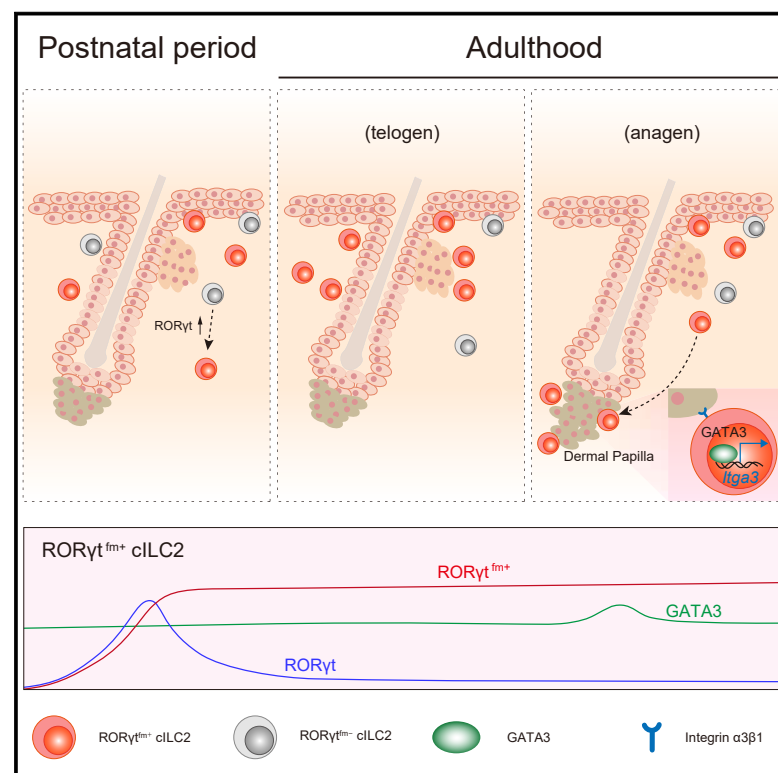 Postnatal period
Adulthood
(telogen)
(anagen)
RORγt
Dermal Papilla
GATA3
Itga3
RORγt fm+ cILC2
RORγt fm+
GATA3
RORγt
RORγt fm+ cILC2
RORγt fm− cILC2
GATA3
Integrin α3β1